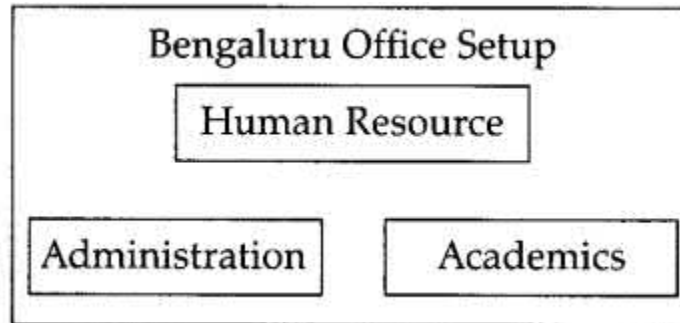 Bengaluru Office Setup
Human Resource
Administration
Academics